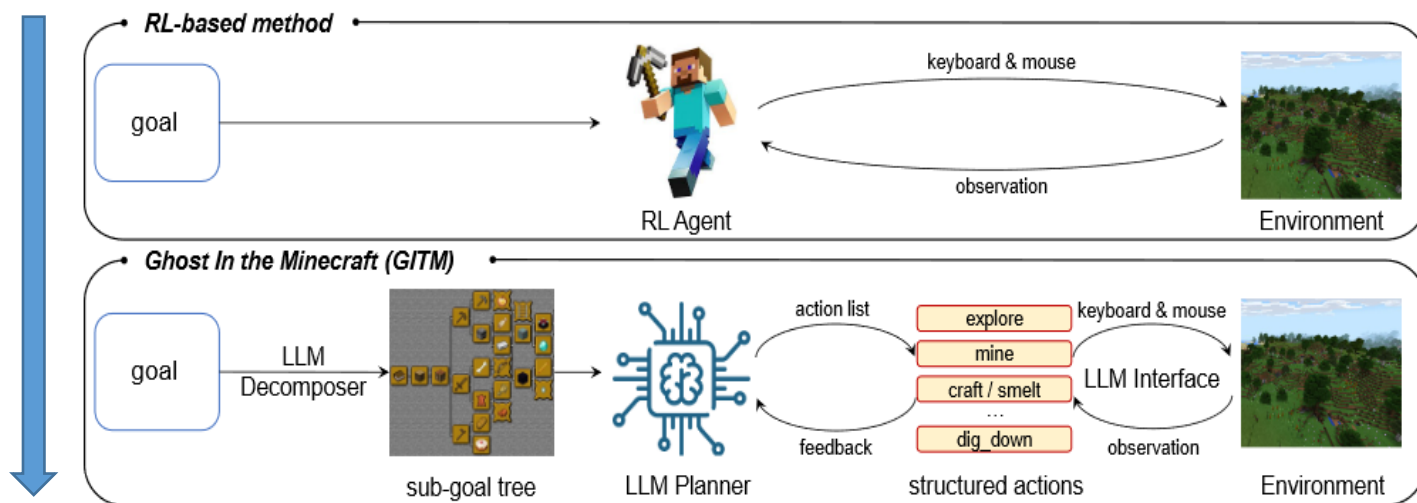 RL-based method
goal
keyboard & mouse
observation
RL Agent
Environment
Ghost In the Minecraft (GITM)
goal
LLM
Decomposer
sub-goal tree
LLM Planner
action list
feedback
explore
mine
craft / smelt
...
dig_down
structured actions
keyboard & mouse
LLM Interface
observation
Environment